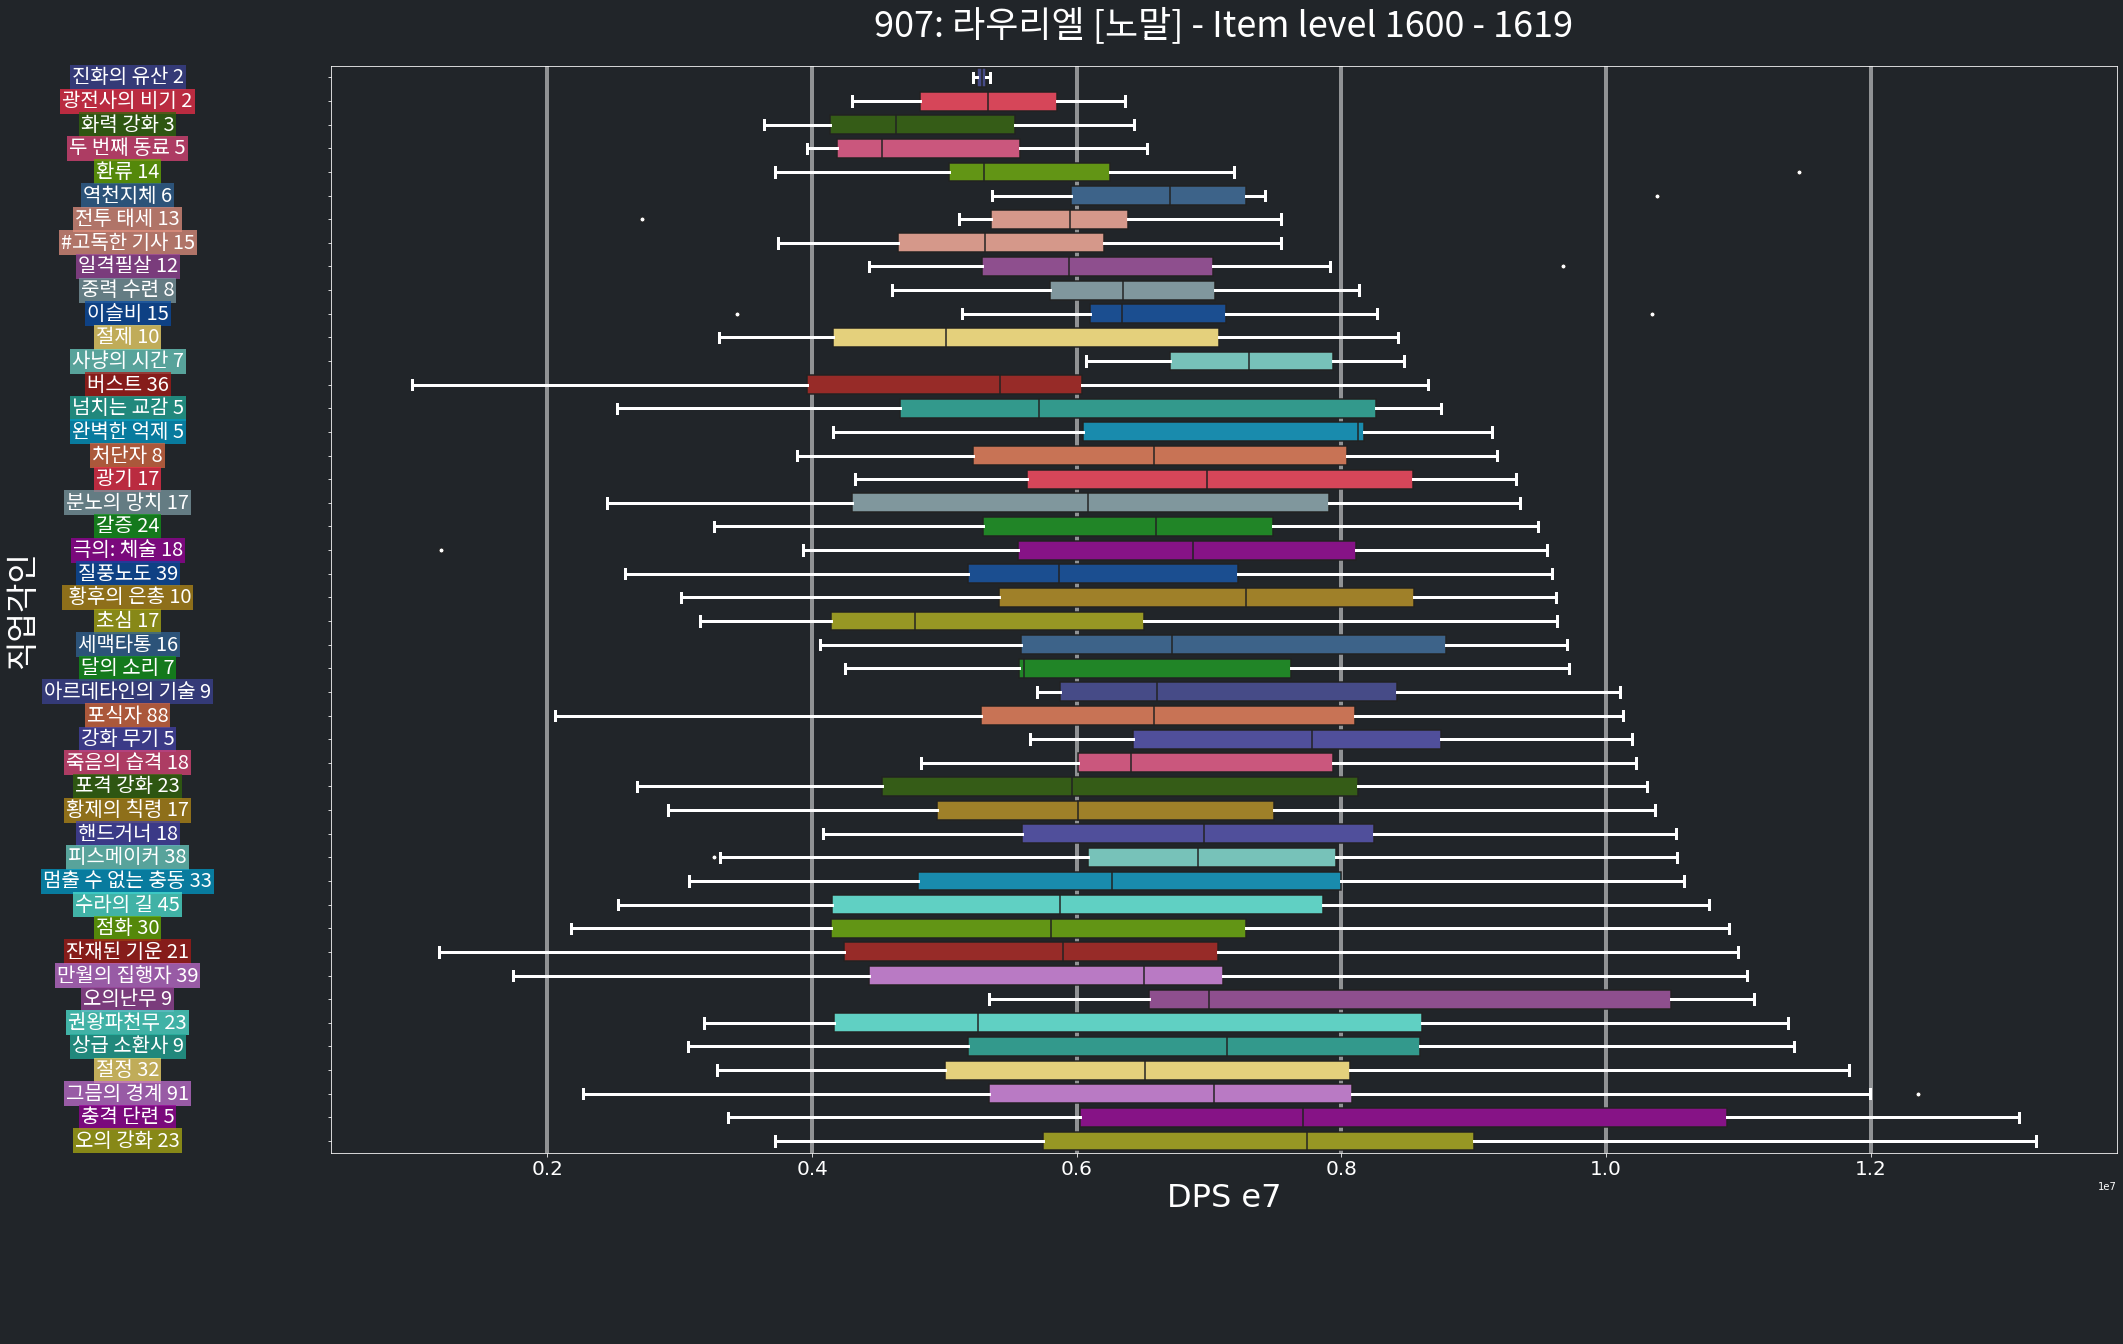 907: 라우리엘 [노말] - Item level 1600 - 1619
진화의 유산 2
광전사의 비기 2
화력 강화 3
두 번째 동료 5
환류 14
역천지체 6
전투 태세 13
#고독한 기사 15
일격필살 12
중력 수련 8
이슬비 15
절제 10
사냥의 시간 7
버스트 36
넘치는 교감 5
완벽한 억제 5
처단자 8
광기 17
분노의 망치 17
갈증 24
극의: 체술 18
질풍노도 39
황후의 은총 10
초심 17
세맥타통 16
달의 소리 7
아르데타인의 기술 9
포식자 88
강화 무기 5
죽음의 습격 18
포격 강화 23
황제의 칙령 17
핸드거너 18
피스메이커 38
멈출 수 없는 충동 33
수라의 길 45
점화 30
잔재된 기운 21
만월의 집행자 39
오의난무 9
권왕파천무 23
상급 소환사 9
절정 32
그믐의 경계 91
충격 단련 5
오의 강화 23
직업각인
0.2 0.4 0.6 0.8 1.0 1.2
DPS e7
1e7